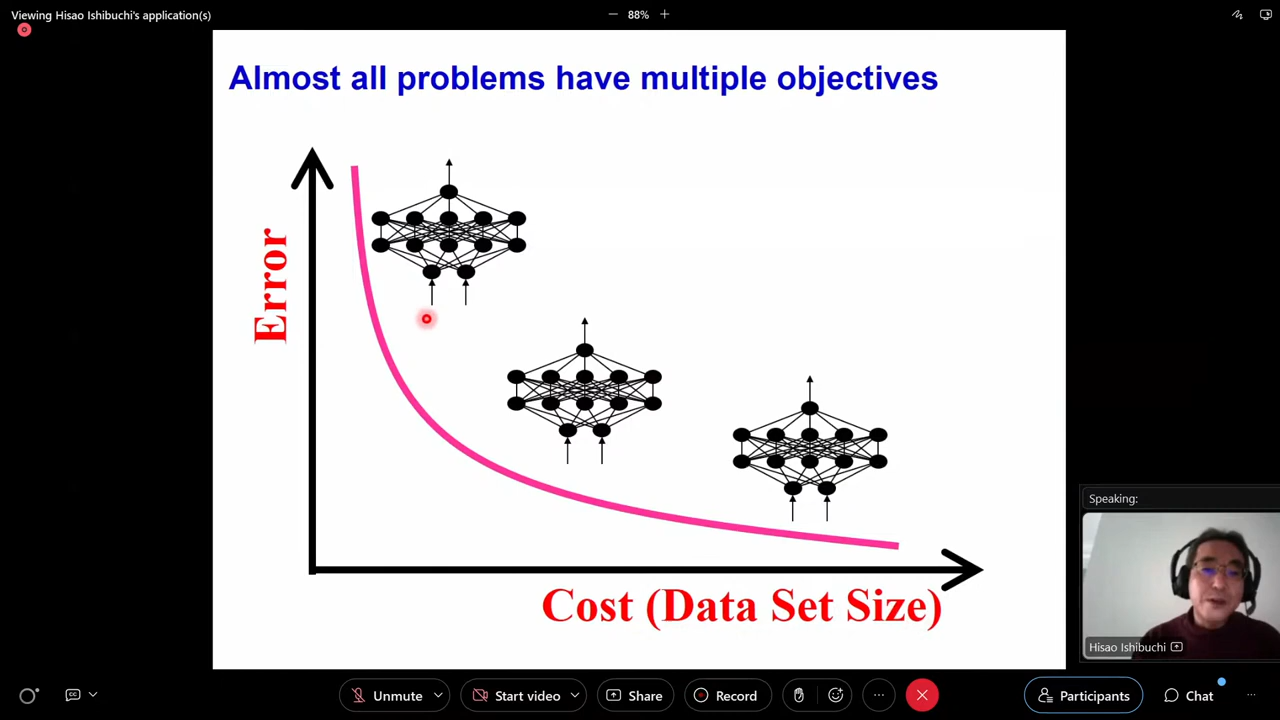 Viewing Hisao Ishibuchi's application(s)
88%
Almost all problems have multiple objectives
Error
Cost (Data Set Size)
Speaking:
Hisao Ishibuchi
CC
Unmute
Start video
Share
Record
Participants
Chat